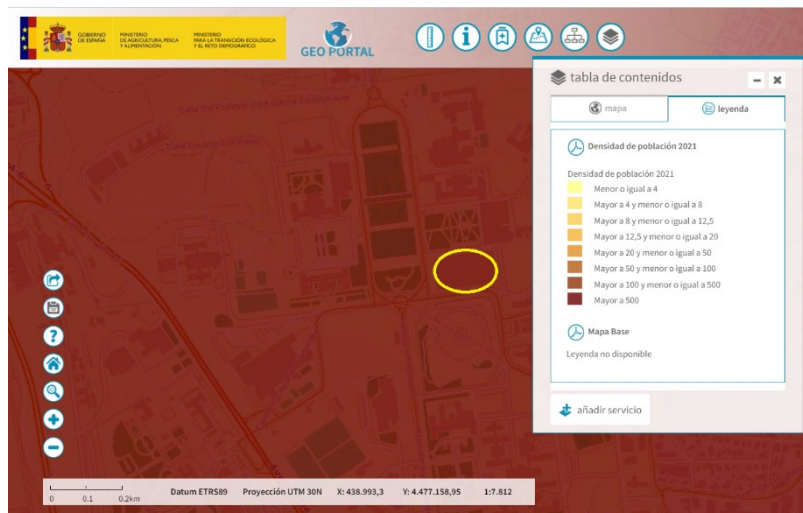 GOBIERNO
DE ESPAÑA
MINISTERIO
DE AGRICULTURA, PESCA
Y ALIMENTACIÓN
MINISTERIO
PARA LA TRANSICIÓN ECOLÓGICA
Y EL RETO DEMOGRÁFICO
GEO PORTAL
tabla de contenidos
mapa
leyenda
Densidad de población 2021
Densidad de población 2021
Menor o igual a 4
Mayor a 4 y menor o igual a 8
Mayor a 8 y menor o igual a 12,5
Mayor a 12,5 y menor o igual a 20
Mayor a 20 y menor o igual a 50
Mayor a 50 y menor o igual a 100
Mayor a 100 y menor o igual a 500
Mayor a 500
Mapa Base
Leyenda no disponible
añadir servicio
0 0.1 0.2km
Datum ETRS89 Proyección UTM 30N X: 438.993,3 Y: 4.477.158,95 1:7.812